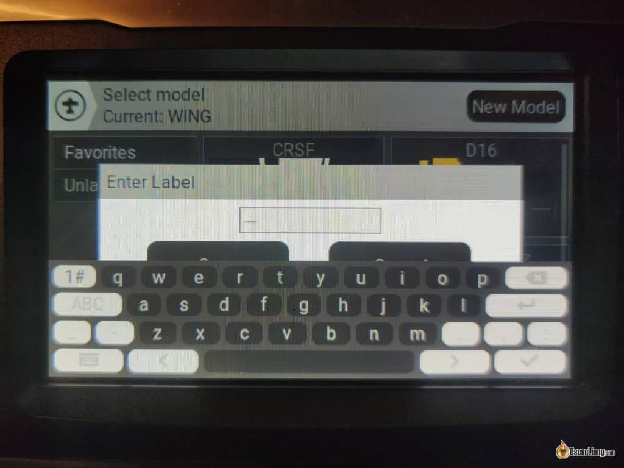 Select model
Current: WING
New Model
Favorites
CRSF
D16
Unla
Enter Label
1# q w e r t y u i o p
ABC a s d f g h j k l
z x c v b n m